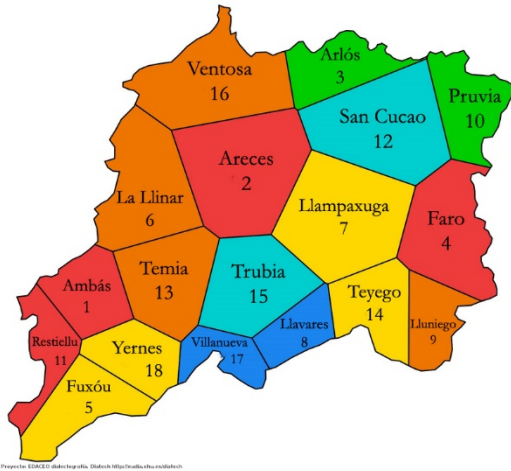 Ventosa
16
Arlós
3
Pruvia
10
San Cucao
12
Areces
2
La Llinar
6
Llampaxuga
7
Faro
4
Ambás
1
Temia
13
Trubia
15
Teyego
14
Lluniego
9
Restiellu
11
Yernes
18
Villanueva
17
Llavares
8
Fuxóu
5
Proyecto EDACEO dialectografía. Diatech http://eudia.ehu.es/diatech